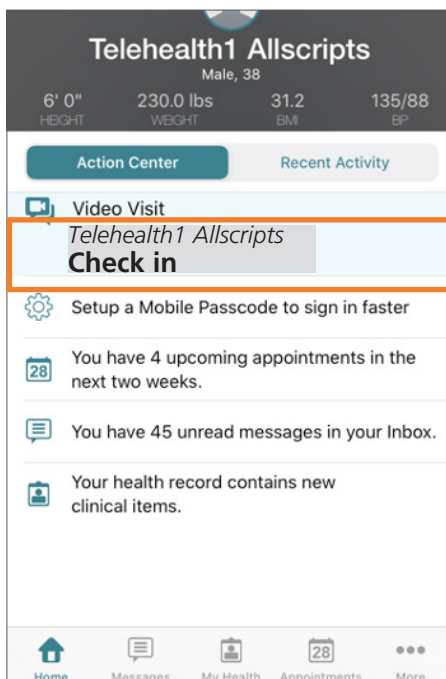 Telehealth1 Allscripts
Male, 38
6' 0" 230.0 lbs 31.2 135/88
HEIGHT WEIGHT BMI BP
Action Center Recent Activity
Video Visit
Telehealth1 Allscripts
Check in
Setup a Mobile Passcode to sign in faster
28 You have 4 upcoming appointments in the
next two weeks.
You have 45 unread messages in your Inbox.
Your health record contains new
clinical items.
28
Home Messages My Health Appointments More